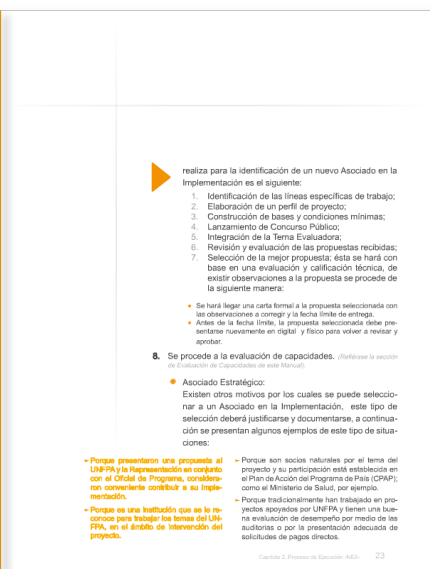 realiza para la identificación de un nuevo Asociado en la
Implementación es el siguiente:
1. Identificación de las líneas específicas de trabajo;
2. Elaboración de un perfil de proyecto;
3. Construcción de bases y condiciones mínimas;
4. Lanzamiento de Concurso Público;
5. Integración de la Terna Evaluadora;
6. Revisión y evaluación de las propuestas recibidas;
7. Selección de la mejor propuesta; ésta se hará con
base en una evaluación y calificación técnica, de
existir observaciones a la propuesta se procede de
la siguiente manera:
Se hará llegar una carta formal a la propuesta seleccionada con
las observaciones a corregir y la fecha límite de entrega.
Antes de la fecha límite, la propuesta seleccionada debe pre-
sentarse nuevamente en digital y físico para volver a revisar y
aprobar.
8. Se procede a la evaluación de capacidades. (Refiérase la sección
de Evaluación de Capacidades de este Manual).
Asociado Estratégico:
Existen otros motivos por los cuales se puede seleccio-
nar a un Asociado en la Implementación, este tipo de
selección deberá justificarse y documentarse, a continua-
ción se presentan algunos ejemplos de este tipo de situa-
ciones:
Porque presentaron una propuesta al
UNFPA y la Representación en conjunto
con el Oficial de Programa, considera-
ron conveniente contribuir a su Imple-
mentación.
Porque es una institución que se le re-
conoce para trabajar los temas del UN-
FPA, en el ámbito de intervención del
proyecto.
Porque son socios naturales por el tema del
proyecto y su participación está establecida en
el Plan de Acción del Programa de País (CPAP);
como el Ministerio de Salud, por ejemplo.
Porque tradicionalmente han trabajado en pro-
yectos apoyados por UNFPA y tienen una bue-
na evaluación de desempeño por medio de las
auditorias o por la presentación adecuada de
solicitudes de pagos directos.
Capítulo 2. Proceso de Ejecución -NEX- 23